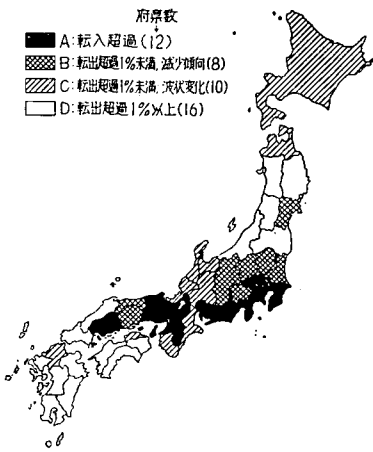 府県数
A:転入超過(12)
B:転出超過1%未満,減少傾向(8)
C:転出超過1%未満,波状変化(10)
D:転出超過1%以上(16)